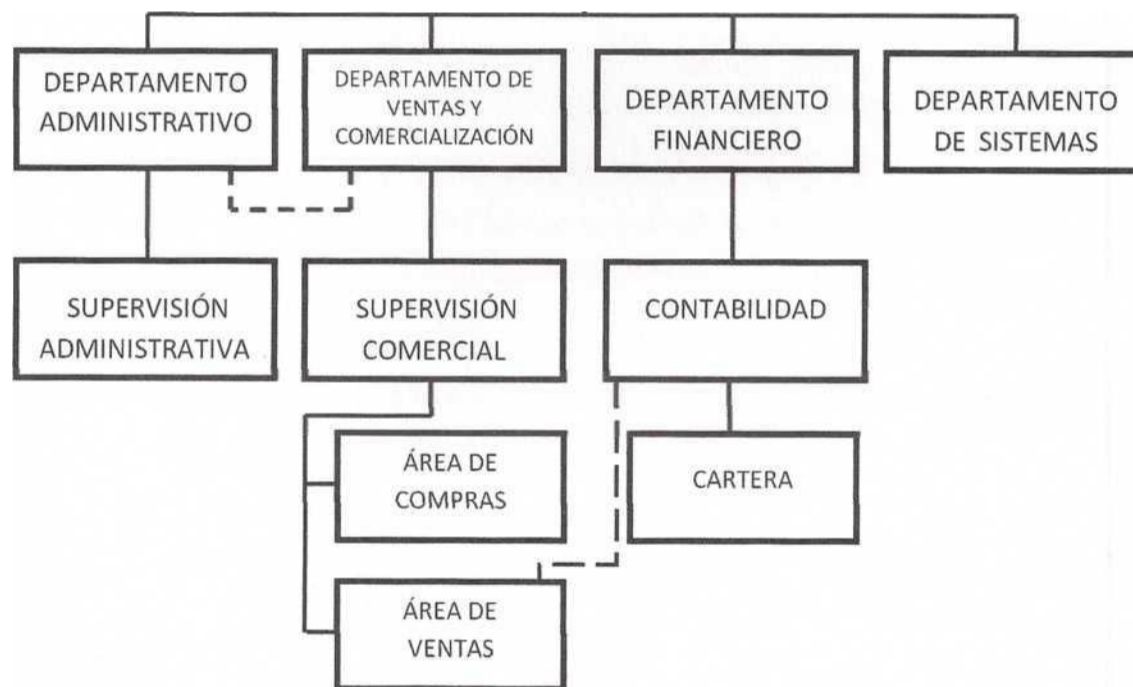 DEPARTAMENTO
ADMINISTRATIVO
DEPARTAMENTO DE
VENTAS Y
COMERCIALIZACIÓN
DEPARTAMENTO
FINANCIERO
DEPARTAMENTO
DE SISTEMAS
SUPERVISIÓN
ADMINISTRATIVA
SUPERVISIÓN
COMERCIAL
CONTABILIDAD
ÁREA DE
COMPRAS
CARTERA
ÁREA DE
VENTAS